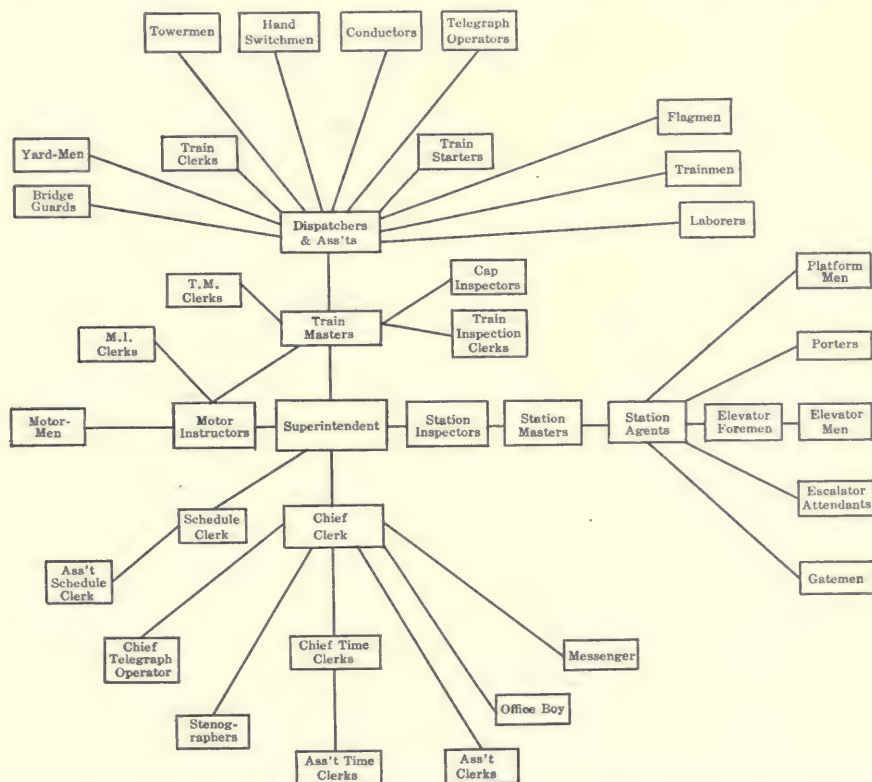 Towermen
Hand
Switchmen
Conductors
Telegraph
Operators
Flagmen
Yard-Men
Train
Clerks
Train
Starters
Trainmen
Bridge
Guards
Dispatchers
& Ass'ts
Laborers
T.M.
Clerks
Cap
Inspectors
Platform
Men
M.I.
Clerks
Train
Masters
Train
Inspection
Clerks
Porters
Motor-
Men
Motor
Instructors
Superintendent
Station
Inspectors
Station
Masters
Station
Agents
Elevator
Foremen
Elevator
Men
Schedule
Clerk
Chief
Clerk
Escalator
Attendants
Ass't
Schedule
Clerk
Gatemen
Chief
Telegraph
Operator
Chief Time
Clerks
Messenger
Stenog-
raphers
Office Boy
Ass't Time
Clerks
Ass't
Clerks